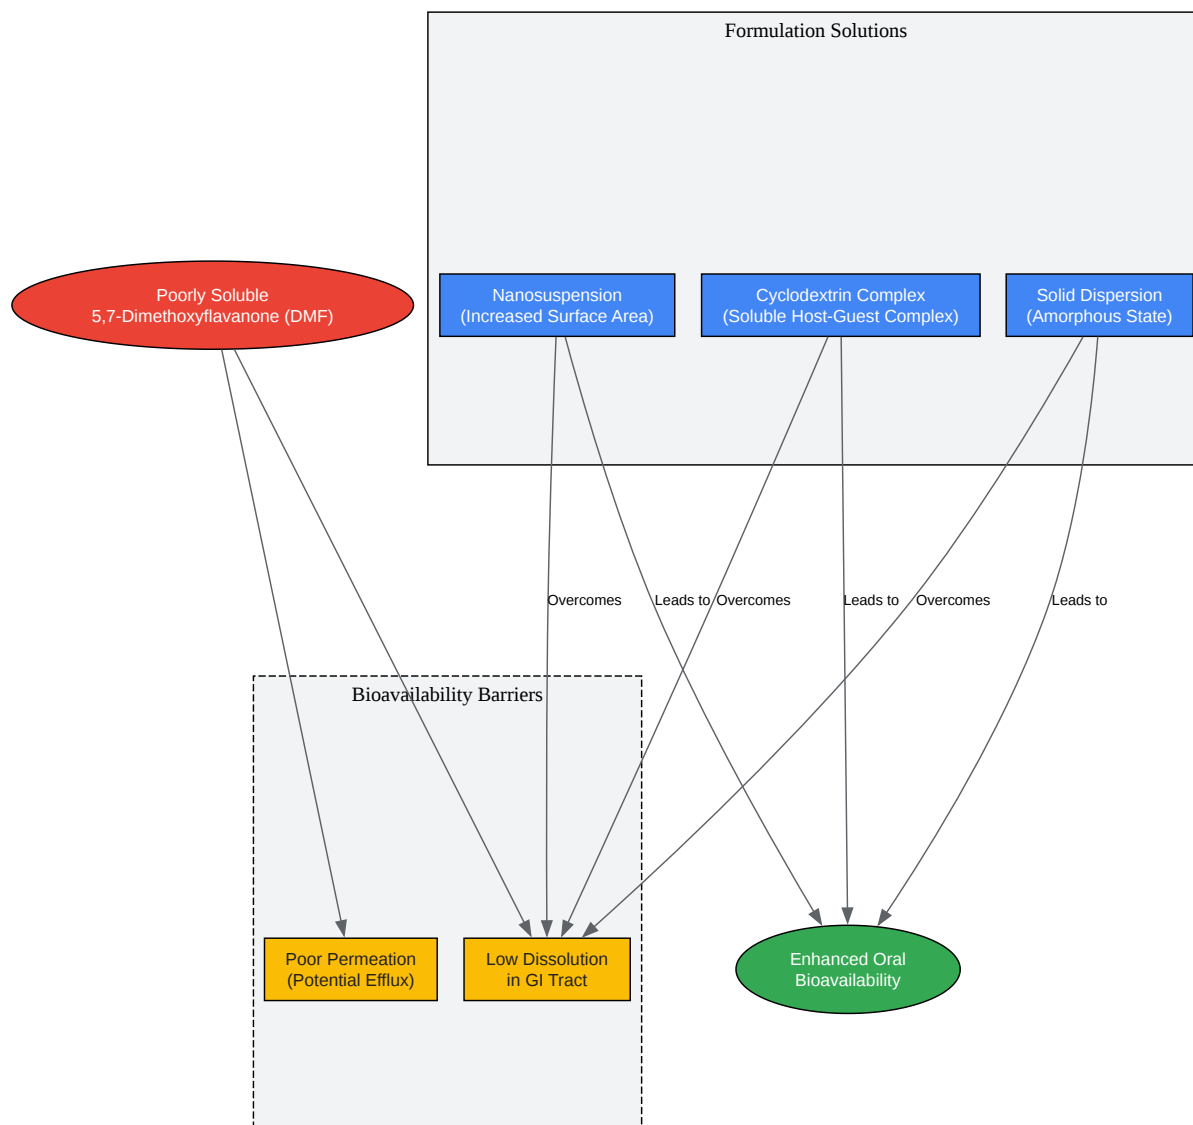 Formulation Solutions
Poorly Soluble
5,7-Dimethoxyflavanone (DMF)
Nanosuspension
(Increased Surface Area)
Cyclodextrin Complex
(Soluble Host-Guest Complex)
Solid Dispersion
(Amorphous State)
Overcomes
Leads to
Overcomes
Leads to
Overcomes
Leads to
Bioavailability Barriers
Poor Permeation
(Potential Efflux)
Low Dissolution
in GI Tract
Enhanced Oral
Bioavailability